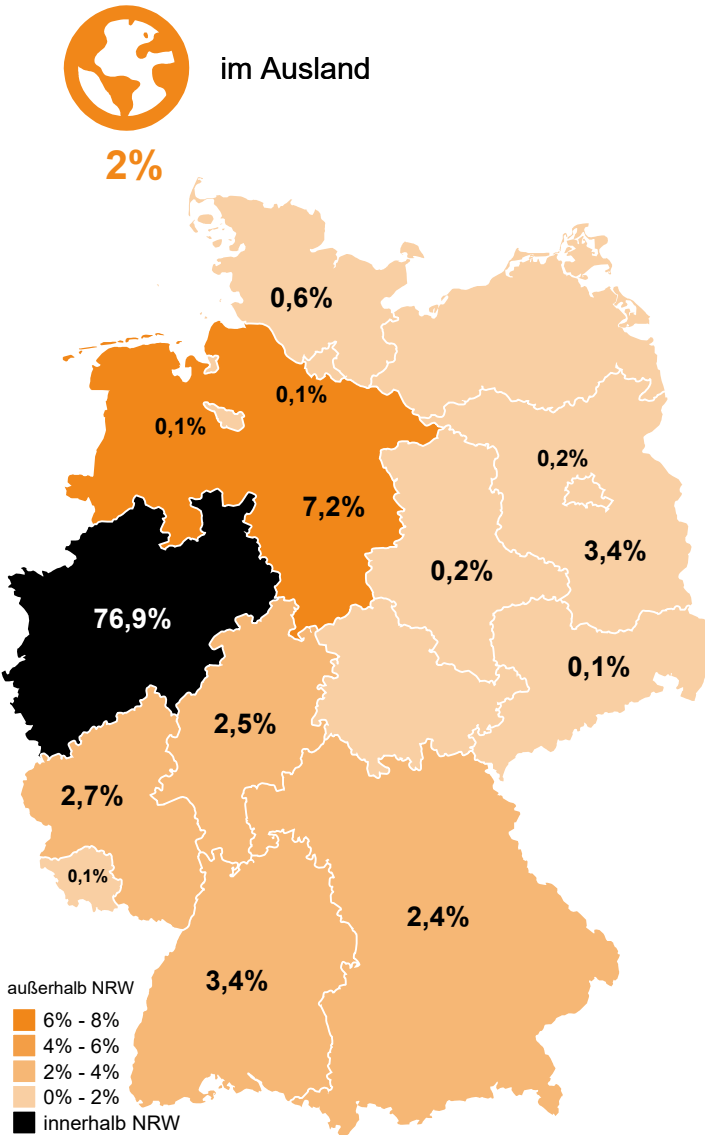 im Ausland
2%
0,6%
0,1%
0,1%
0,2%
7,2%
3,4%
0,2%
76,9%
0,1%
2,5%
2,7%
0,1%
2,4%
3,4%
außerhalb NRW
6% - 8%
4% - 6%
2% - 4%
0% - 2%
innerhalb NRW